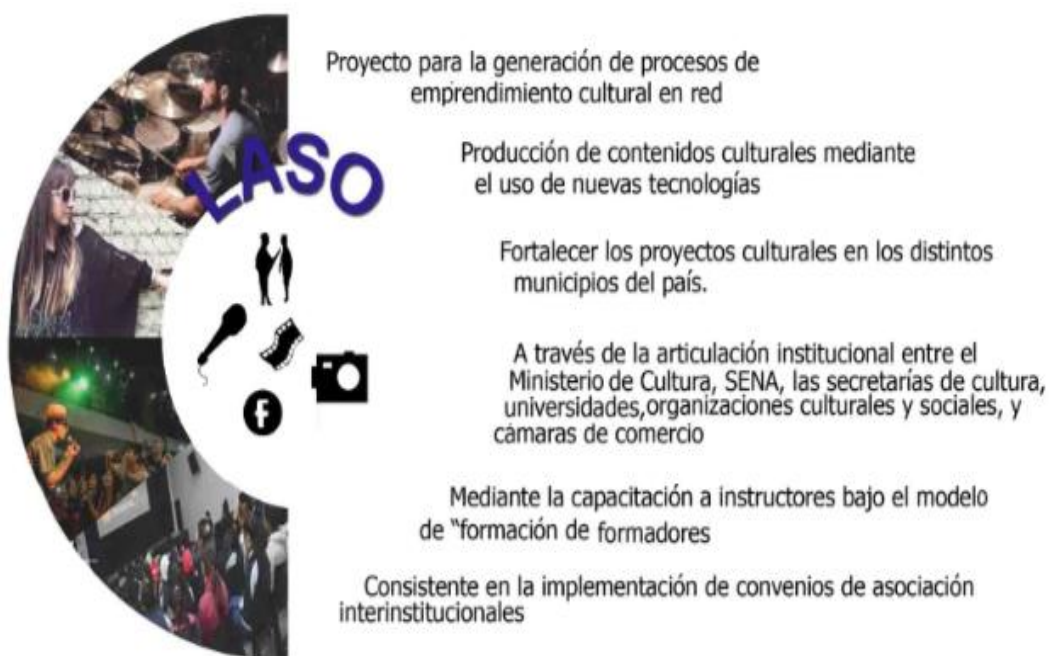 Proyecto para la generación de procesos de
emprendimiento cultural en red
LASO
Producción de contenidos culturales mediante
el uso de nuevas tecnologías
Fortalecer los proyectos culturales en los distintos
municipios del país.
A través de la articulación institucional entre el
Ministerio de Cultura, SENA, las secretarías de cultura,
universidades,organizaciones culturales y sociales, y
cámaras de comercio
Mediante la capacitación a instructores bajo el modelo
de “formación de formadores
Consistente en la implementación de convenios de asociación
interinstitucionales